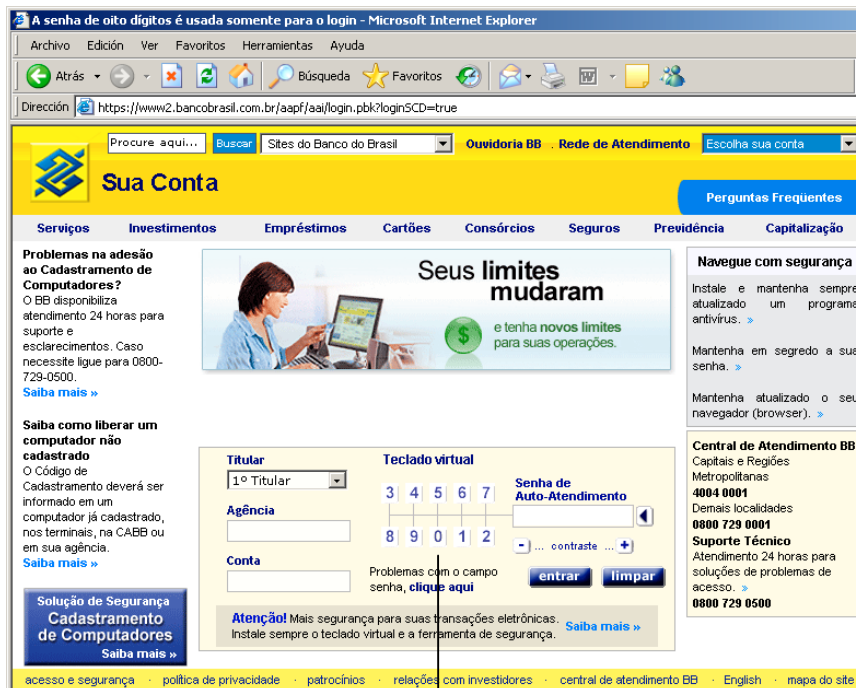 A senha de oito dígitos é usada somente para o login - Microsoft Internet Explorer
Archivo Edición Ver Favoritos Herramientas Ayuda
Atrás Búsqueda Favoritos
Dirección https://www2.bancobrasil.com.br/aapf/aai/login.pbk?loginSCD=true
Procure aqui... Buscar Sites do Banco do Brasil Ouvidoria BB . Rede de Atendimento Escolha sua conta
Sua Conta
Perguntas Freqüentes
Serviços Investimentos Empréstimos Cartões Consórcios Seguros Previdência Capitalização
Problemas na adesão
ao Cadastramento de
Computadores?
O BB disponibiliza
atendimento 24 horas para
suporte e
esclarecimentos. Caso
necessite ligue para 0800-
729-0500.
Saiba mais »
Saiba como liberar um
computador não
cadastrado
O Código de
Cadastramento deverá ser
informado em um
computador já cadastrado,
nos terminais, na CABB ou
em sua agência.
Saiba mais »
Solução de Segurança
Cadastramento
de Computadores
Saiba mais »
Seus limites
mudaram
$
e tenha novos limites
para suas operações.
Titular
1º Titular
Agência
Conta
Teclado virtual
3 4 5 6 7
8 9 0 1 2
Senha de
Auto-Atendimento
- ... contraste ... +
Problemas com o campo
senha, clique aqui
entrar limpar
Atenção! Mais segurança para suas transações eletrônicas.
Instale sempre o teclado virtual e a ferramenta de segurança.
Saiba mais »
Navegue com segurança
Instale e mantenha sempre
atualizado um programa
antivírus. »
Mantenha em segredo a sua
senha. »
Mantenha atualizado o seu
navegador (browser). »
Central de Atendimento BB
Capitais e Regiões
Metropolitanas
4004 0001
Demais localidades
0800 729 0001
Suporte Técnico
Atendimento 24 horas para
soluções de problemas de
acesso. »
0800 729 0500
acesso e segurança · política de privacidade · patrocínios · relações com investidores · central de atendimento BB · English · mapa do site